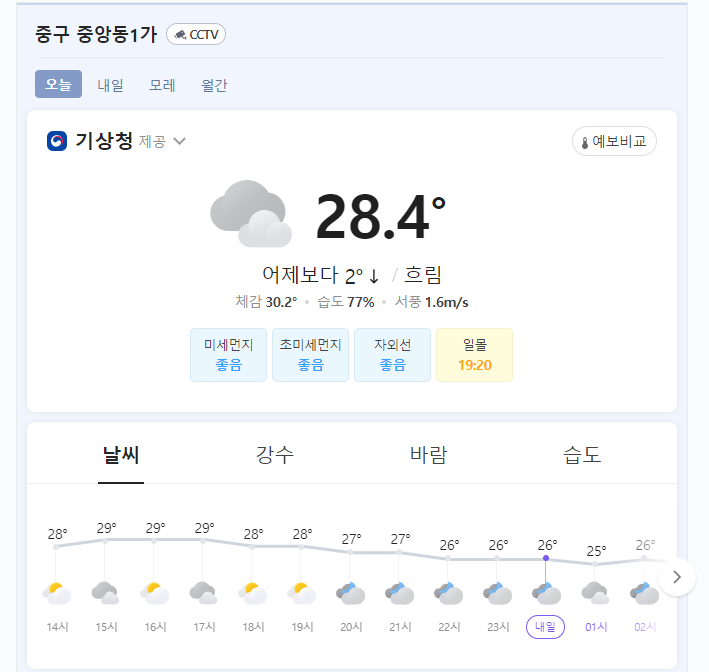 중구 중앙동1가 CCTV
오늘 내일 모레 월간
기상청 제공 예보비교
28.4°
어제보다 2° ↓ / 흐림
체감 30.2° • 습도 77% • 서풍 1.6m/s
미세먼지 초미세먼지 자외선 일몰
좋음 좋음 좋음 19:20
날씨 강수 바람 습도
28° 29° 29° 29° 28° 28° 27° 27° 26° 26° 26° 25° 26°
14시 15시 16시 17시 18시 19시 20시 21시 22시 23시 내일 01시 02시